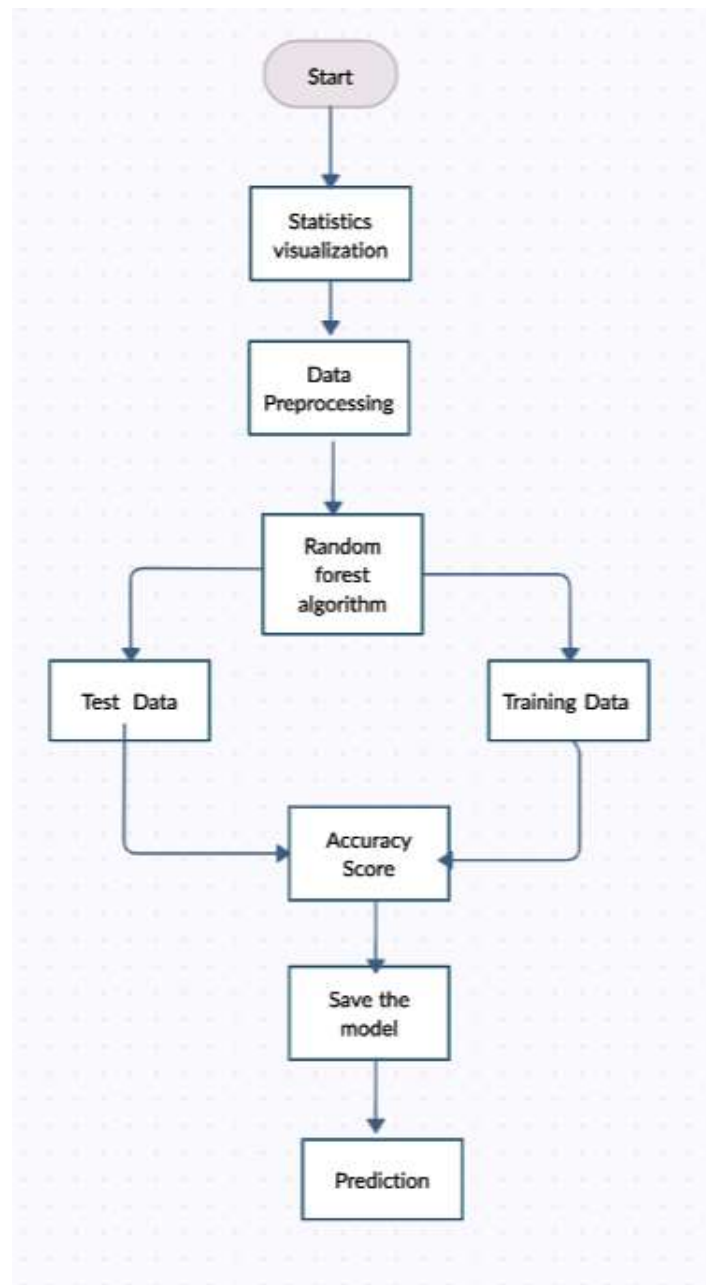 Start
Statistics
visualization
Data
Preprocessing
Random
forest
algorithm
Test Data
Training Data
Accuracy
Score
Save the
model
Prediction